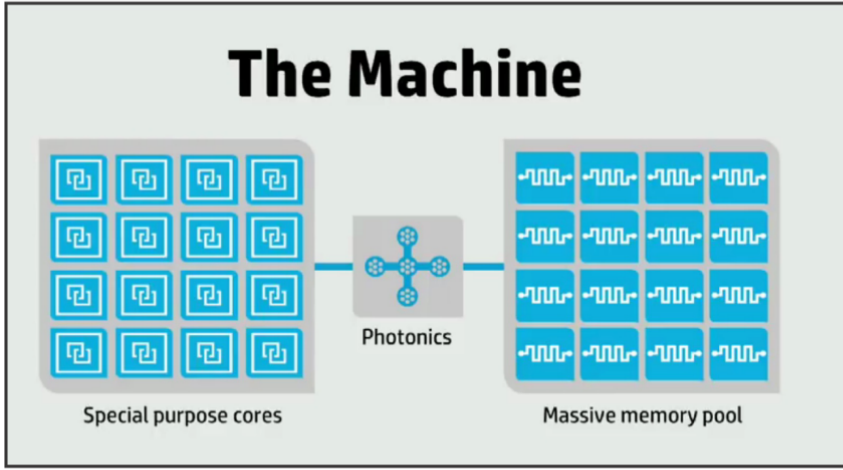 The Machine
Photonics
Special purpose cores
Massive memory pool